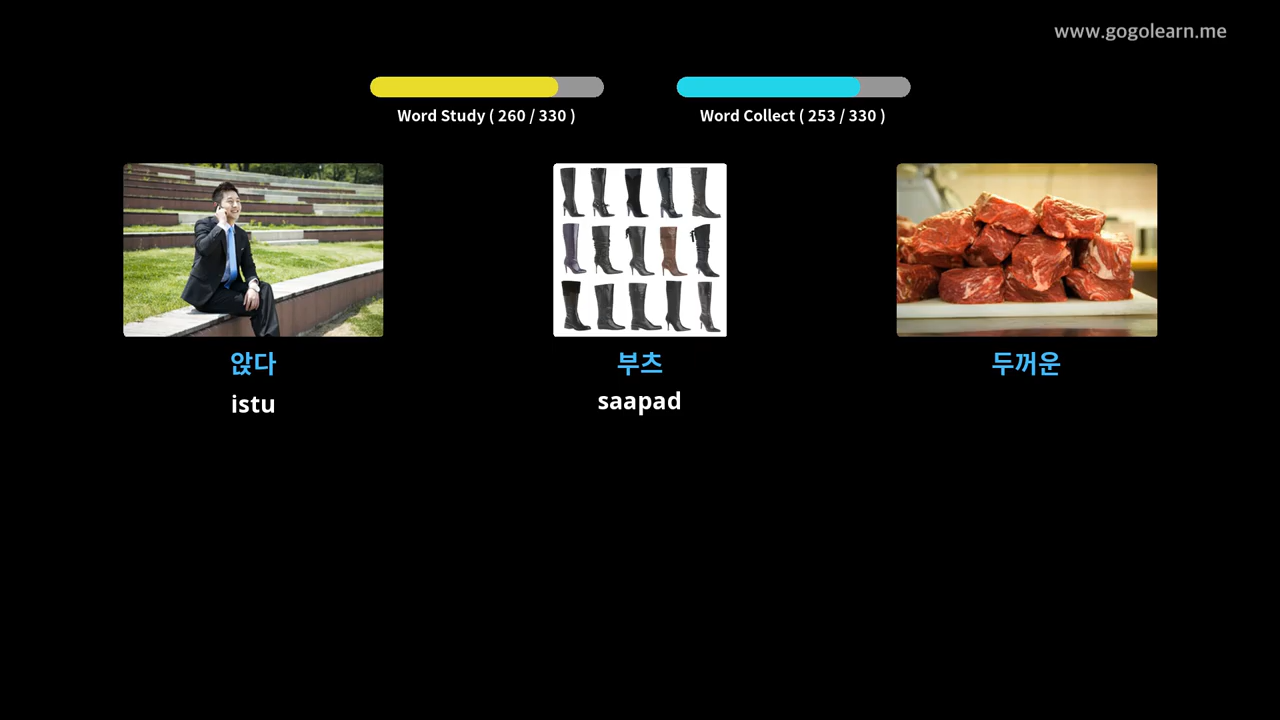 www.gogolearn.me
Word Study ( 260 / 330 )
Word Collect ( 253 / 330 )
앉다
부츠
두꺼운
istu
saapad